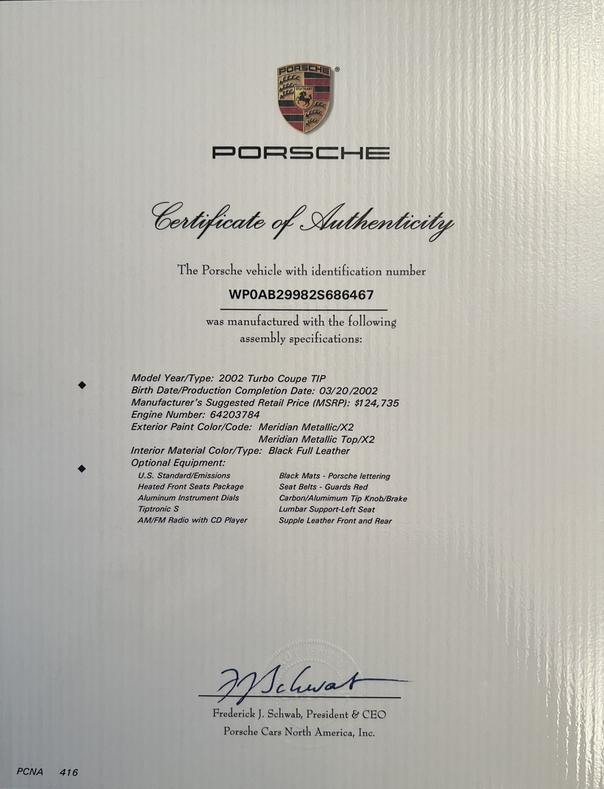 PORSCHE
PORSCHE
Certificate of Authenticity
The Porsche vehicle with identification number
WP0AB29982S686467
was manufactured with the following
assembly specifications:
Model Year/Type: 2002 Turbo Coupe TIP
Birth Date/Production Completion Date: 03/20/2002
Manufacturer's Suggested Retail Price (MSRP): $124,735
Engine Number: 64203784
Exterior Paint Color/Code: Meridian Metallic/X2
Meridian Metallic Top/X2
Interior Material Color/Type: Black Full Leather
Optional Equipment:
U.S. Standard/Emissions Black Mats - Porsche lettering
Heated Front Seats Package Seat Belts - Guards Red
Aluminum Instrument Dials Carbon/Alumimum Tip Knob/Brake
Tiptronic S Lumbar Support-Left Seat
AM/FM Radio with CD Player Supple Leather Front and Rear
Frederick J. Schwab, President & CEO
Porsche Cars North America, Inc.
PCNA 416